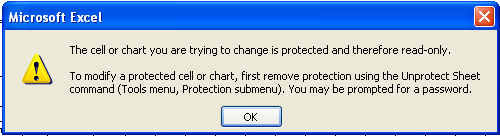 Microsoft Excel
The cell or chart you are trying to change is protected and therefore read-only.
To modify a protected cell or chart, first remove protection using the Unprotect Sheet
command (Tools menu, Protection submenu). You may be prompted for a password.
OK